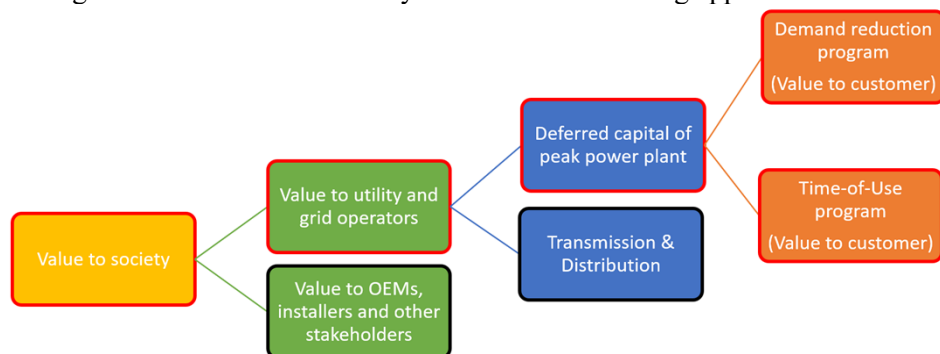 Demand reduction
program
(Value to customer)
Deferred capital of
peak power plant
Value to utility and
grid operators
Time-of-Use
program
(Value to customer)
Value to society
Transmission &
Distribution
Value to OEMs,
installers and other
stakeholders